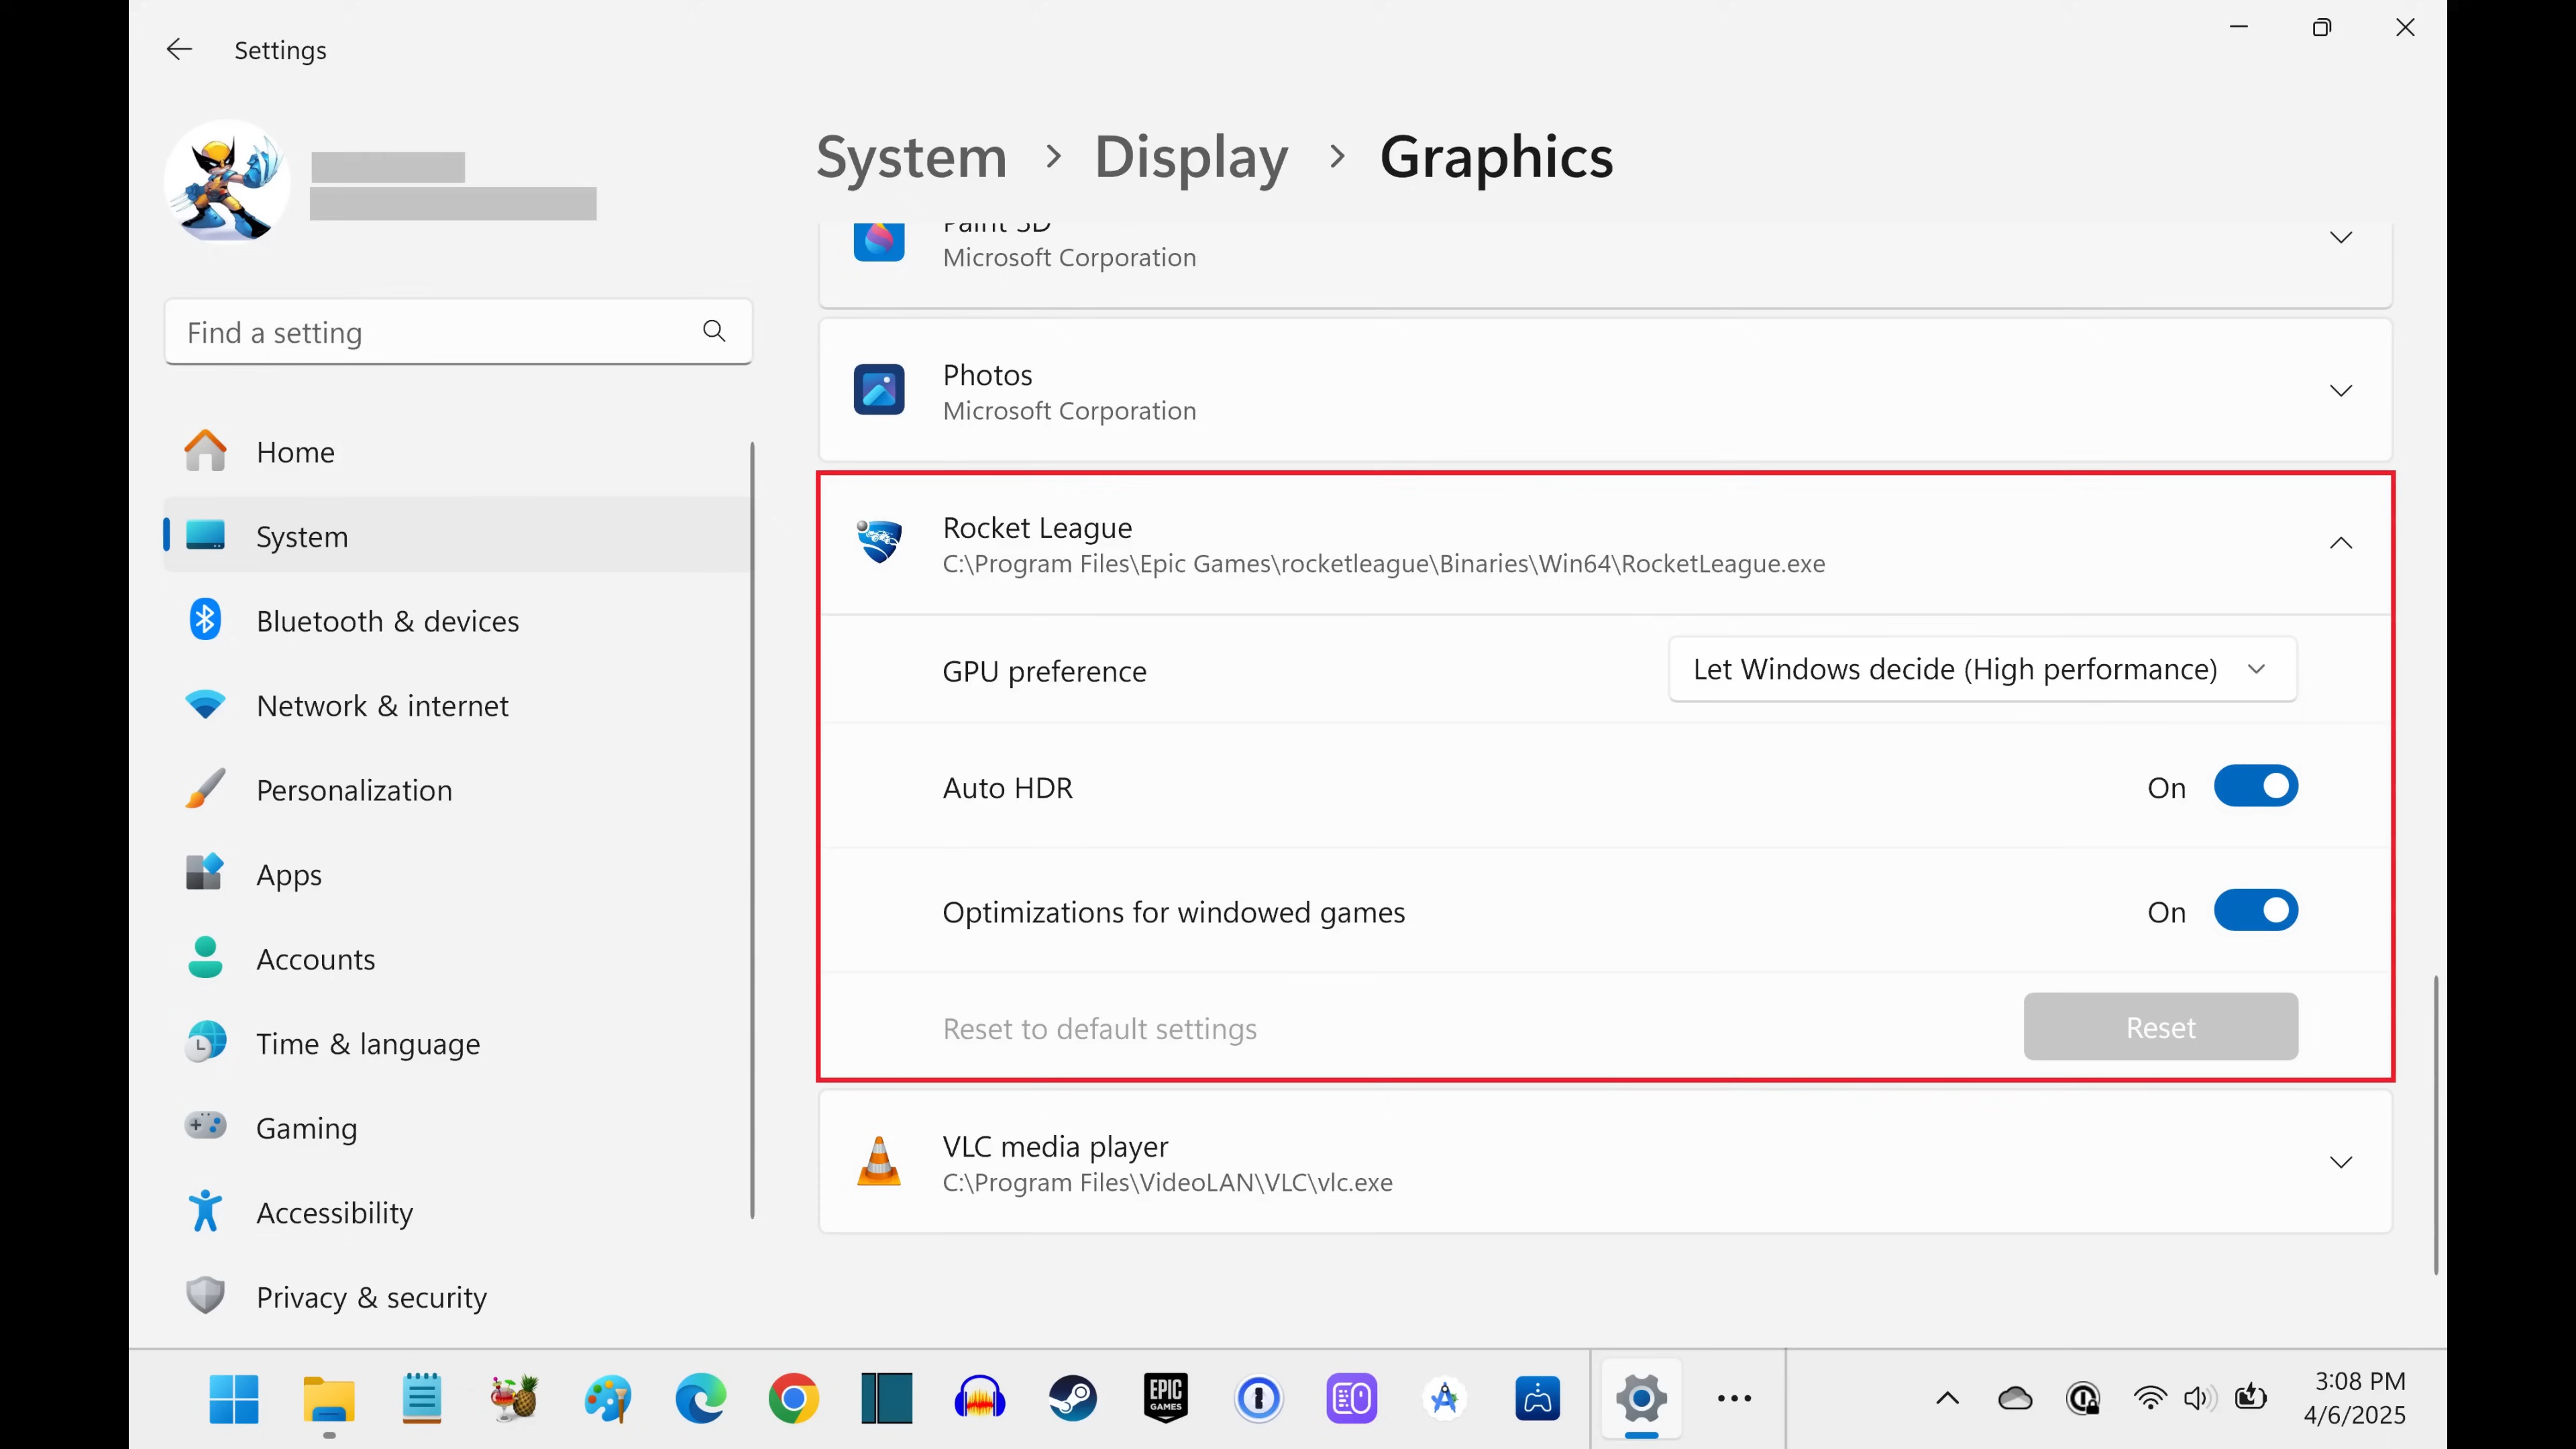 Settings
System > Display > Graphics
Find a setting
Home
System
Bluetooth & devices
Network & internet
Personalization
Apps
Accounts
Time & language
Gaming
Accessibility
Privacy & security
Paint 3D
Microsoft Corporation
Photos
Microsoft Corporation
Rocket League
C:\Program Files\Epic Games\rocketleague\Binaries\Win64\RocketLeague.exe
GPU preference
Let Windows decide (High performance)
Auto HDR
On
Optimizations for windowed games
On
Reset to default settings
Reset
VLC media player
C:\Program Files\VideoLAN\VLC\vlc.exe
EPIC
GAMES
3:08 PM
4/6/2025